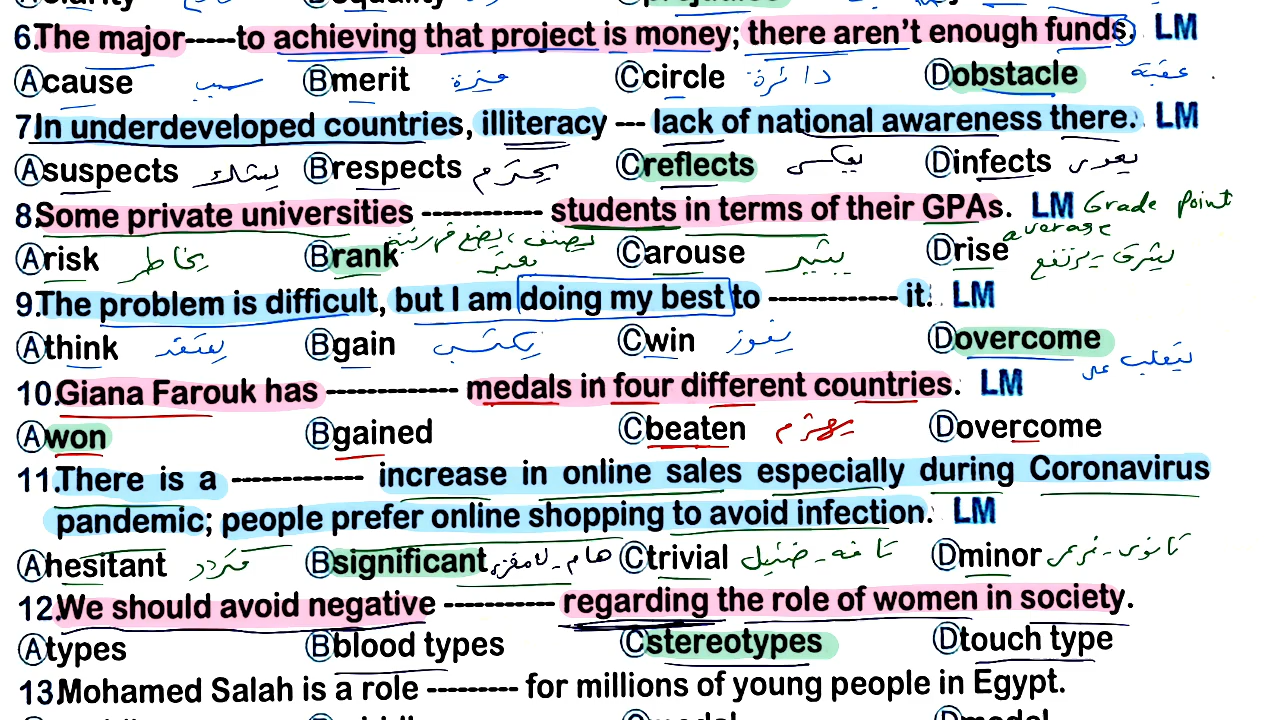 6.The major-----to achieving that project is money; there aren't enough funds. LM
Acause سبب Bmerit ميزة Ccircle دائرة Dobstacle عقبة
7.In underdeveloped countries, illiteracy --- lack of national awareness there. LM
Asuspects يشك Brespects يحترم Creflects يعكس Dinfects يعدى
8.Some private universities ------------ students in terms of their GPAs. LM Grade point average
Arisk يخاطر Brank يصنف، يضع فى رتبة Carouse يثير Drise يشرق - يرتفع
9.The problem is difficult, but I am doing my best to ------------- it. LM
Athink يعتقد Bgain يكتسب Cwin يفوز Dovercome يتغلب على
10.Giana Farouk has ------------- medals in four different countries. LM
Awon Bgained Cbeaten يهزم Dovercome
11.There is a ------------- increase in online sales especially during Coronavirus
pandemic; people prefer online shopping to avoid infection. LM
Ahesitant متردد Bsignificant هام - Ctrivial تافه - ضئيل Dminor ثانوى -
12.We should avoid negative ----------- regarding the role of women in society.
Atypes Bblood types Cstereotypes Dtouch type
13.Mohamed Salah is a role --------- for millions of young people in Egypt.